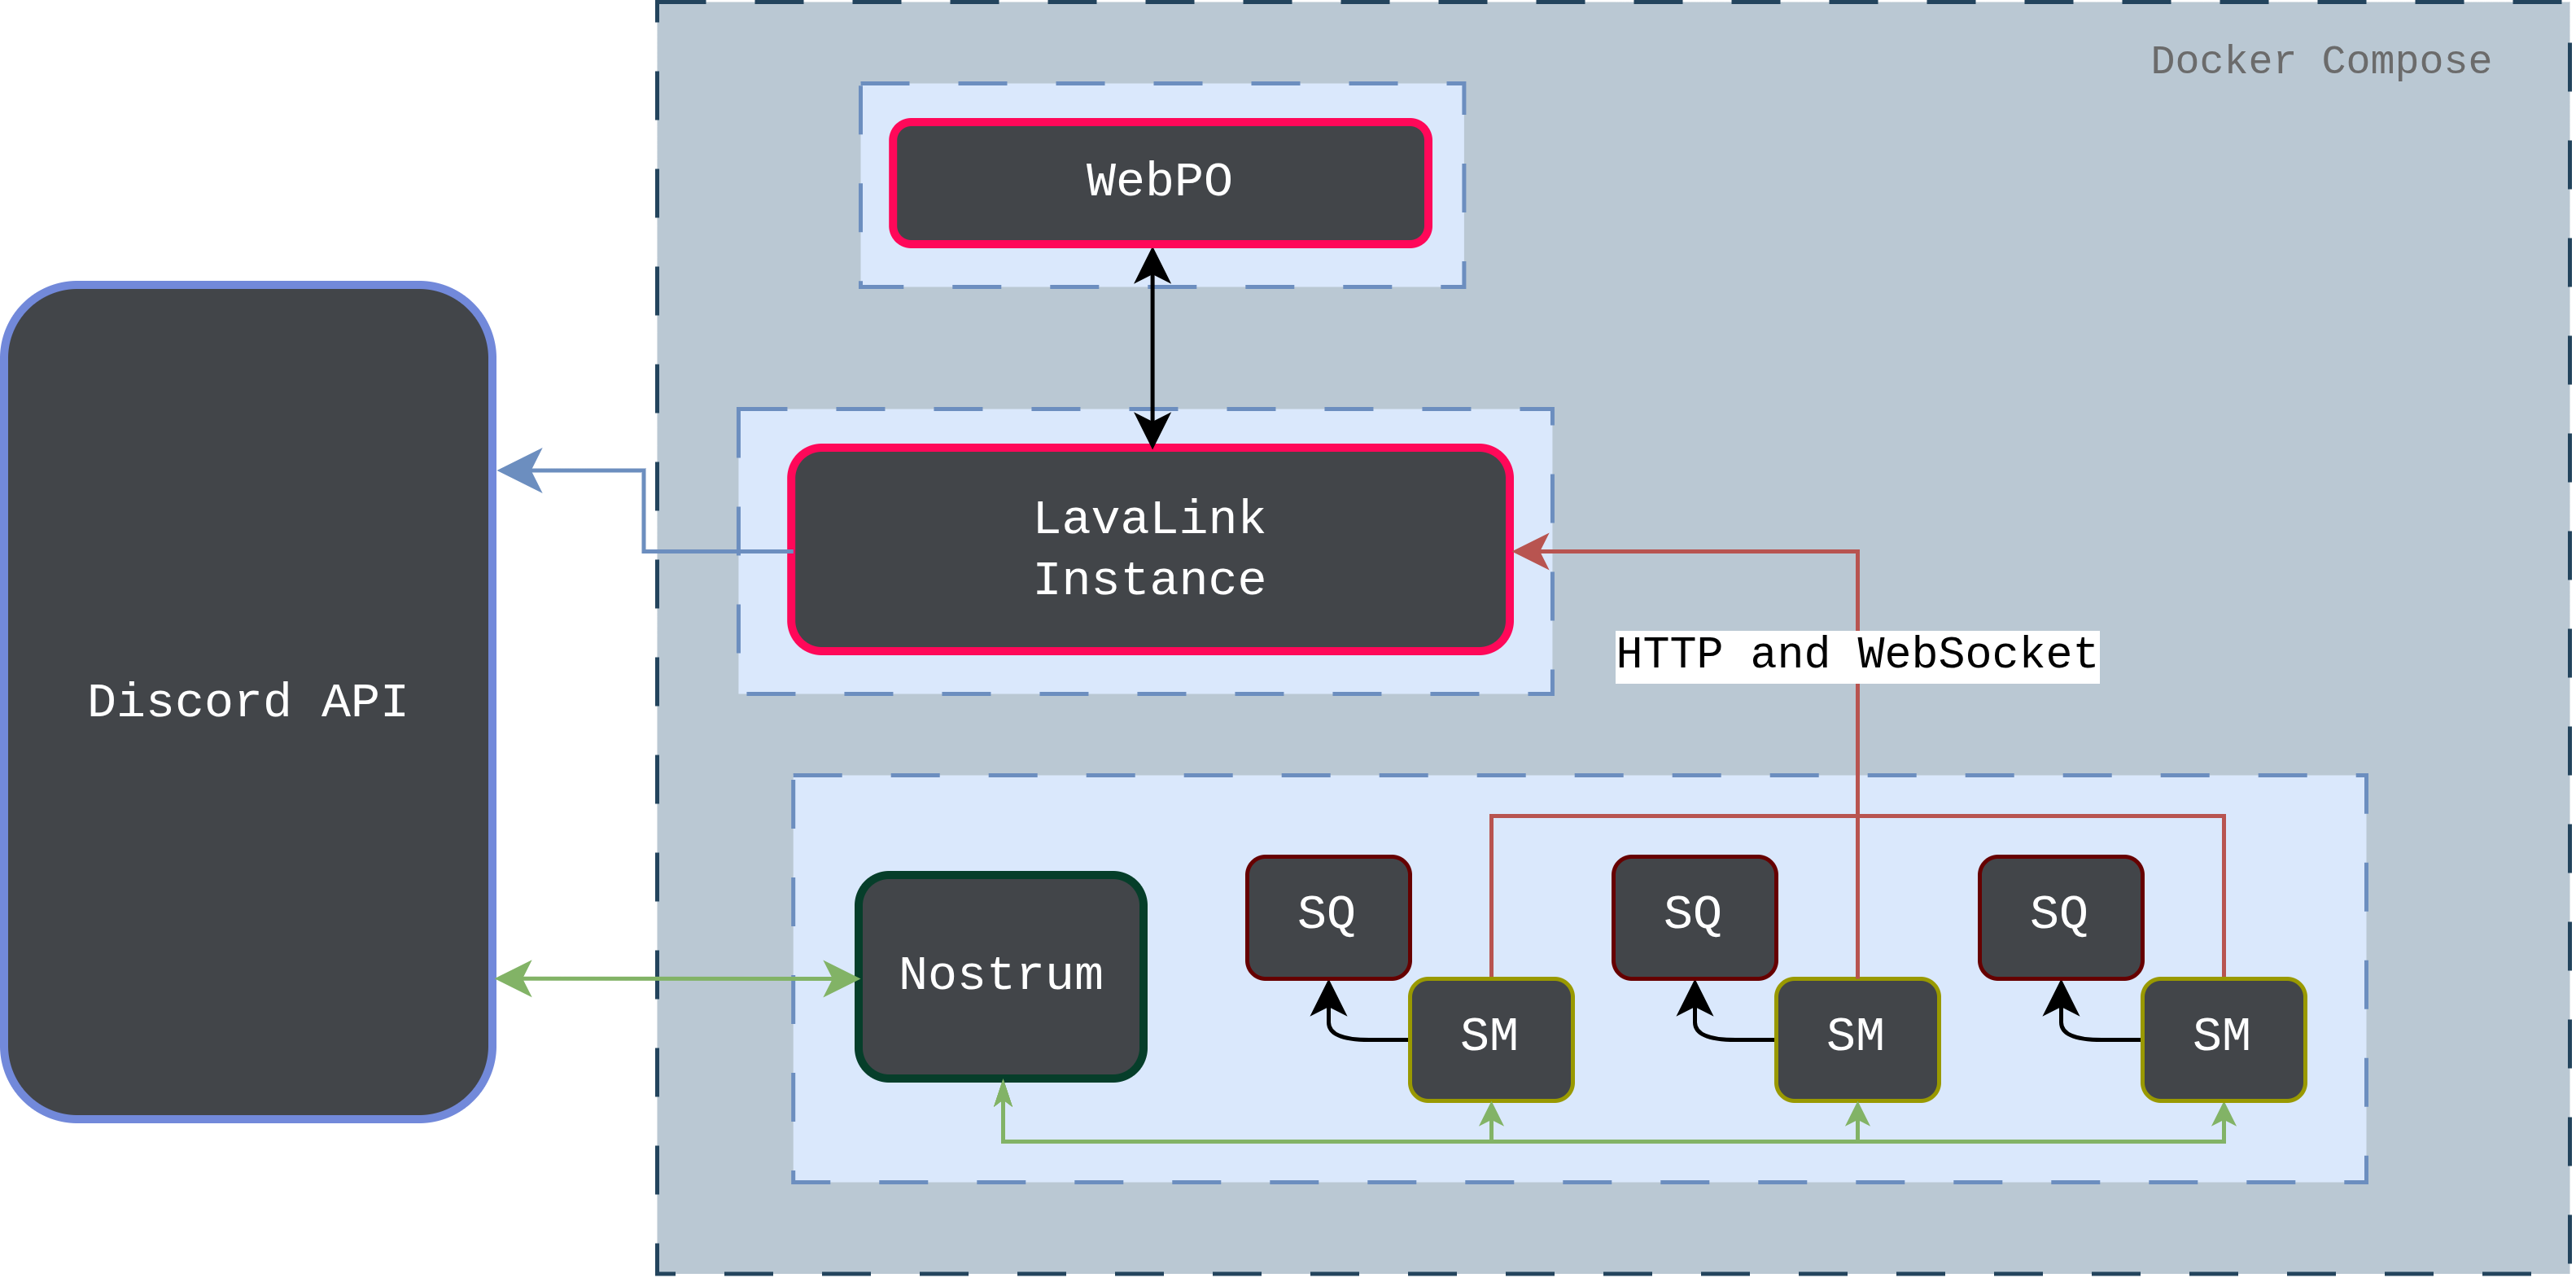 Docker Compose
WebPO
LavaLink
Instance
HTTP and WebSocket
Discord API
Nostrum
SQ
SQ
SQ
SM
SM
SM